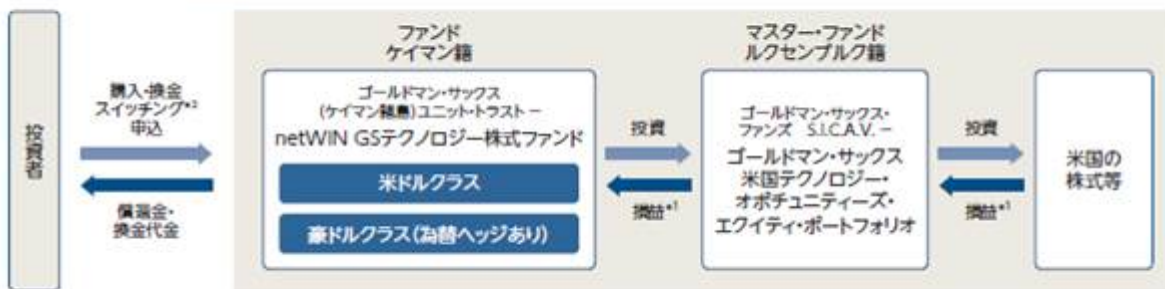 投資者
購入・換金
スイッチング*2
申込
償還金・
換金代金
ファンド
ケイマン籍
ゴールドマン・サックス
(ケイマン諸島)ユニット・トラスト－
netWIN GSテクノロジー株式ファンド
米ドルクラス
豪ドルクラス(為替ヘッジあり)
投資
損益*1
マスター・ファンド
ルクセンブルク籍
ゴールドマン・サックス・
ファンズ S.I.C.A.V.－
ゴールドマン・サックス
米国テクノロジー・
オポチュニティーズ・
エクイティ・ポートフォリオ
投資
損益*1
米国の
株式等